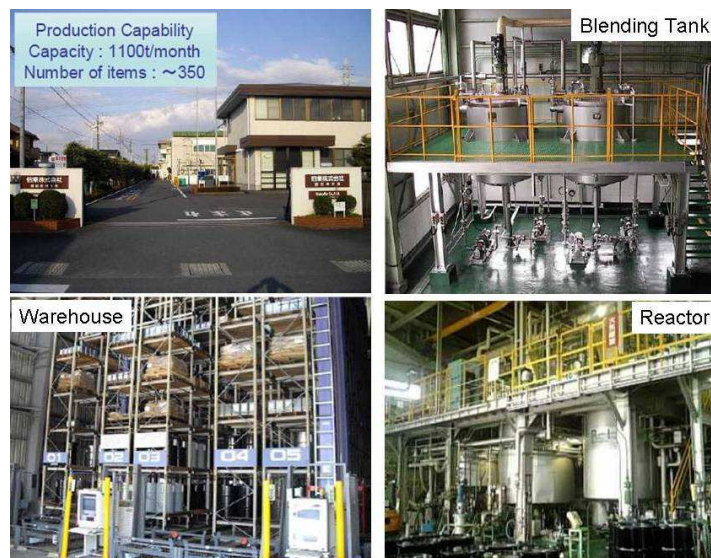 Production Capability
Capacity : 1100t/month
Number of items : ～350
Blending Tank
Warehouse
01
02
03
04
05
Reactor